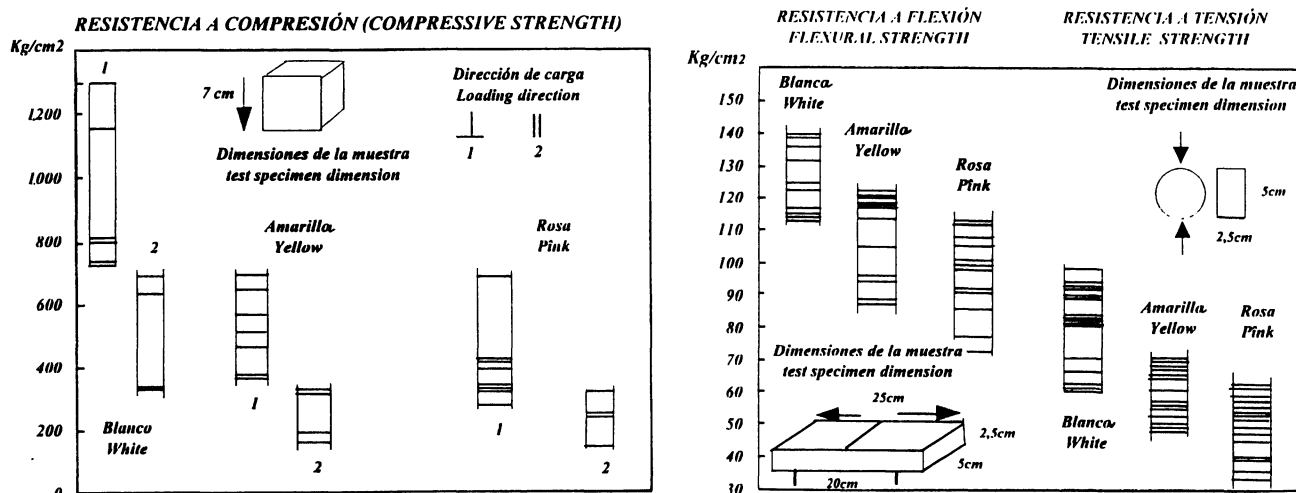 RESISTENCIA A COMPRESIÓN (COMPRESSIVE STRENGTH)
Kg/cm2
1
1,200
1,000
800
600
400
200
0
7 cm
Dimensiones de la muestra
test specimen dimension
Dirección de carga
Loading direction
1
2
2
Blanco
White
Amarilla
Yellow
1
2
Rosa
Pînk
1
2
RESISTENCIA A FLEXIÓN
FLEXURAL STRENGTH
RESISTENCIA A TENSIÓN
TENSILE STRENGTH
Kg/cm2
150
140
130
120
110
100
90
80
70
60
50
40
30
Blanca
White
Amarilla
Yellow
Rosa
Pînk
Dimensiones de la muestra
test specimen dimension
25cm
2,5cm
5cm
20cm
Dimensiones de la muestra
test specimen dimension
5cm
2,5cm
Blanca
White
Amarilla
Yellow
Rosa
Pink